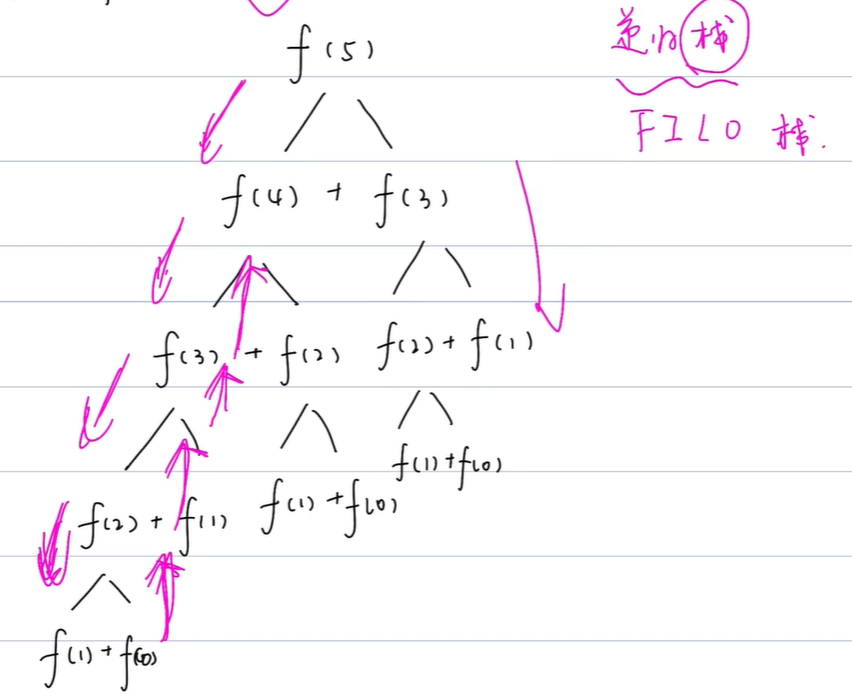 f(5)
递归栈
FILO 栈.
f(4) + f(3)
f(3) + f(2) f(2) + f(1)
f(2) + f(1) f(1) + f(0) f(1) + f(0)
f(1) + f(0)